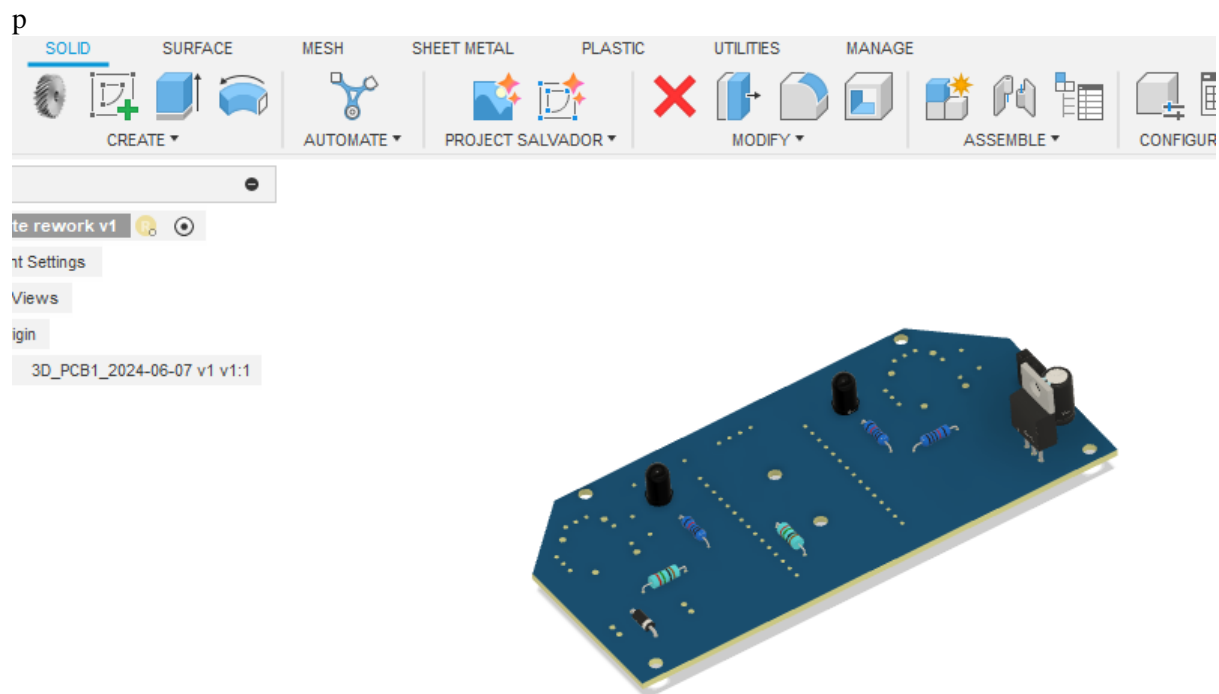 p
SOLID SURFACE MESH SHEET METAL PLASTIC UTILITIES MANAGE
CREATE AUTOMATE PROJECT SALVADOR MODIFY ASSEMBLE CONFIGUR
te rework v1
nt Settings
Views
igin
3D_PCB1_2024-06-07 v1 v1:1